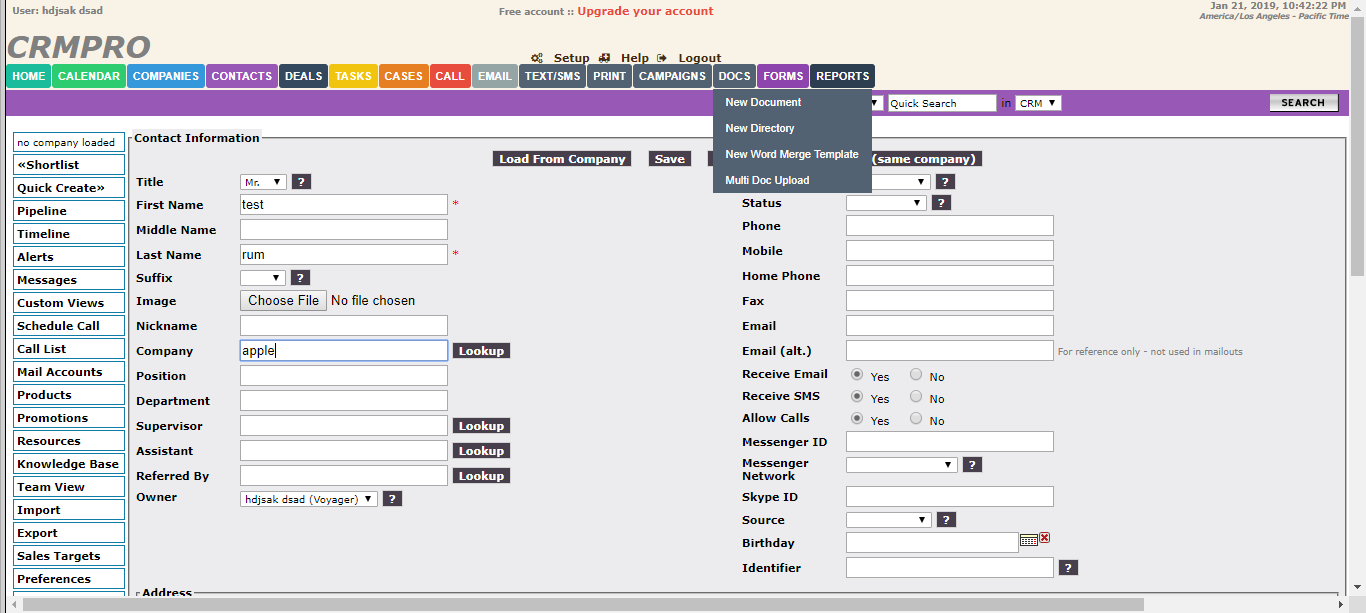 User: hdjsak dsad
Free account :: Upgrade your account
Jan 21, 2019, 10:42:22 PM
America/Los Angeles - Pacific Time
CRMPRO
Setup Help Logout
HOME CALENDAR COMPANIES CONTACTS DEALS TASKS CASES CALL EMAIL TEXT/SMS PRINT CAMPAIGNS DOCS FORMS REPORTS
New Document
New Directory
New Word Merge Template
Multi Doc Upload
Quick Search in CRM SEARCH
no company loaded
«Shortlist
Quick Create»
Pipeline
Timeline
Alerts
Messages
Custom Views
Schedule Call
Call List
Mail Accounts
Products
Promotions
Resources
Knowledge Base
Team View
Import
Export
Sales Targets
Preferences
Contact Information
Load From Company Save (same company)
Title Mr. ?
First Name test *
Middle Name
Last Name rum *
Suffix ?
Image Choose File No file chosen
Nickname
Company apple Lookup
Position
Department
Supervisor Lookup
Assistant Lookup
Referred By Lookup
Owner hdjsak dsad (Voyager) ?
?
Status ?
Phone
Mobile
Home Phone
Fax
Email
Email (alt.) For reference only - not used in mailouts
Receive Email Yes No
Receive SMS Yes No
Allow Calls Yes No
Messenger ID
Messenger
Network ?
Skype ID
Source ?
Birthday
Identifier ?
Address